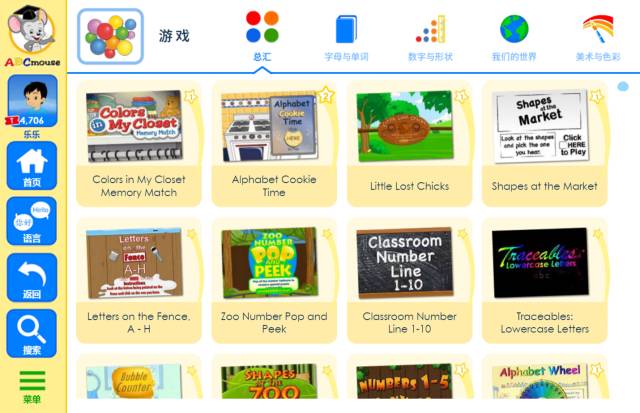 ABCmouse
4,706
乐乐
首页
你好
Hello
语言
返回
搜索
菜单
游戏
总汇
字母与单词
数字与形状
我们的世界
美术与色彩
Colors
in My Closet
Memory Match
Colors in My Closet
Memory Match
Alphabet
Cookie
Time
HERE
2
Alphabet Cookie
Time
Little Lost Chicks
Shapes
at the
Market
Look at the shapes
and pick the one
you hear.
Click
HERE
to Play
Shapes at the Market
Letters
on the
Fence
A-H
Instructions
Letters on the Fence,
A - H
ZOO
NUMBER
POP
AND
PEEK
Zoo Number Pop and
Peek
Classroom
Number
Line
1-10
Classroom Number
Line 1-10
Traceables:
Lowercase Letters
a b c
Traceables:
Lowercase Letters
Bubble
Counter
SHAPES
AT THE
ZOO
NUMBERS 1-5
Alphabet Wheel